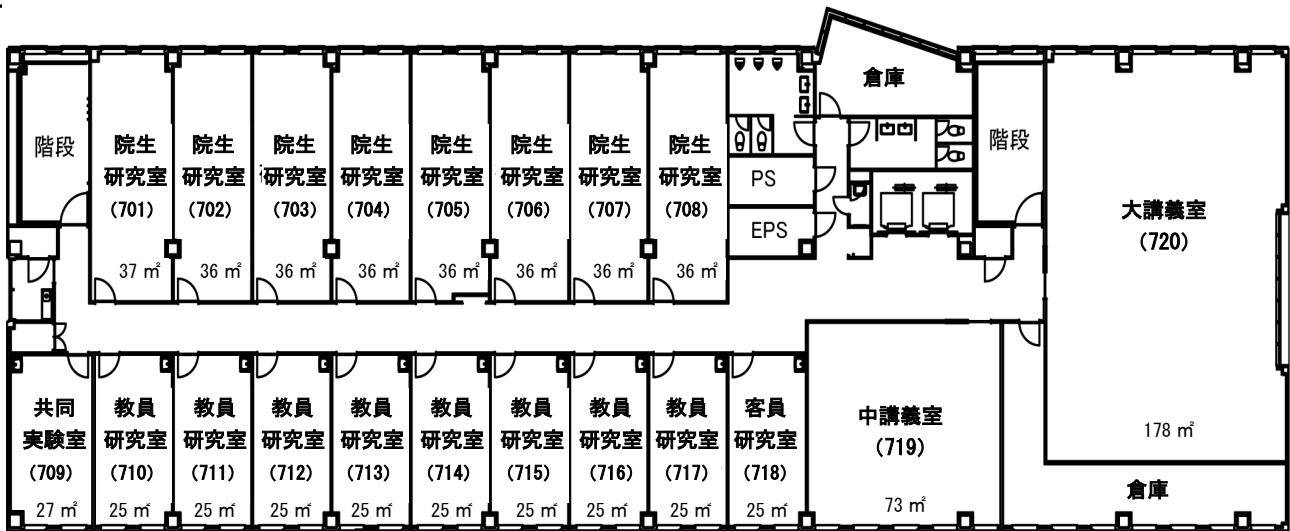 倉庫
階段
院生
研究室
(701)
37 ㎡
院生
研究室
(702)
36 ㎡
院生
研究室
(703)
36 ㎡
院生
研究室
(704)
36 ㎡
院生
研究室
(705)
36 ㎡
院生
研究室
(706)
36 ㎡
院生
研究室
(707)
36 ㎡
院生
研究室
(708)
36 ㎡
PS
EPS
階段
大講義室
(720)
178 ㎡
共同
実験室
(709)
27 ㎡
教員
研究室
(710)
25 ㎡
教員
研究室
(711)
25 ㎡
教員
研究室
(712)
25 ㎡
教員
研究室
(713)
25 ㎡
教員
研究室
(714)
25 ㎡
教員
研究室
(715)
25 ㎡
教員
研究室
(716)
25 ㎡
教員
研究室
(717)
25 ㎡
客員
研究室
(718)
25 ㎡
中講義室
(719)
73 ㎡
倉庫